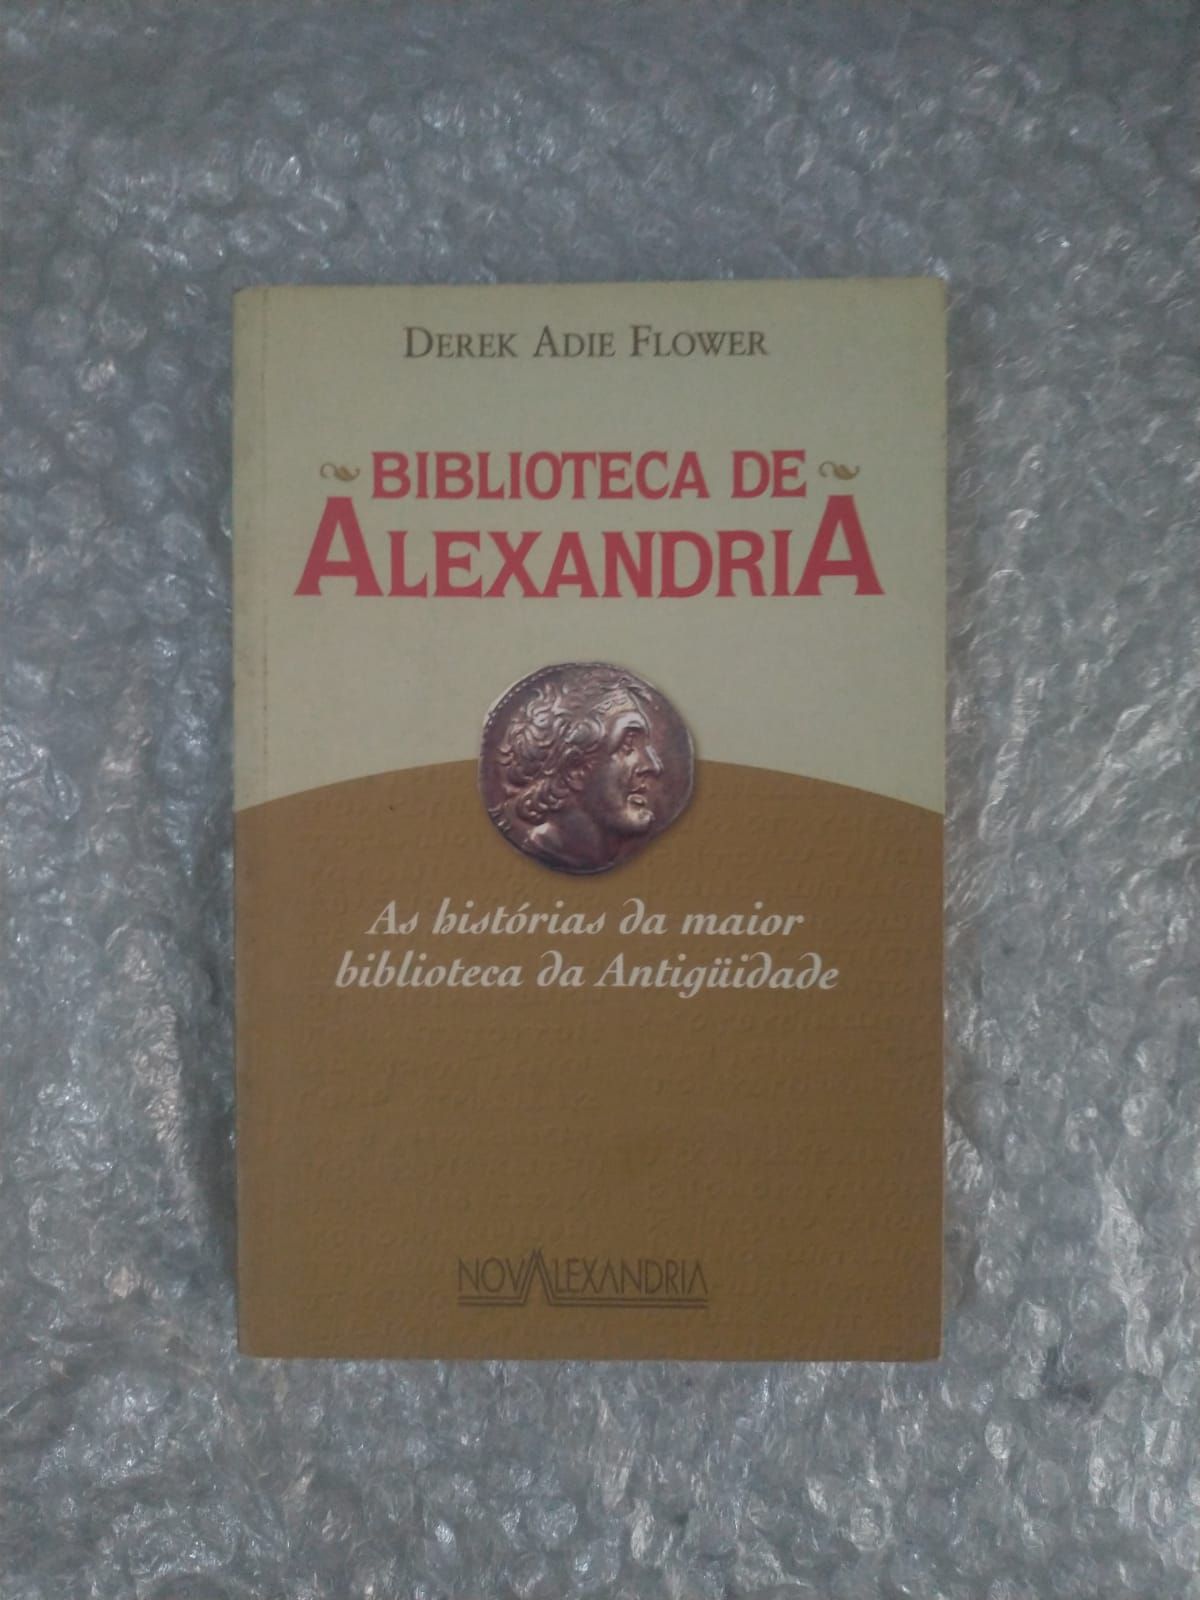 DEREK ADIE FLOWER
BIBLIOTECA DE
ALEXANDRIA
As histórias da maior
biblioteca da Antigüidade
NOVALEXANDRIA